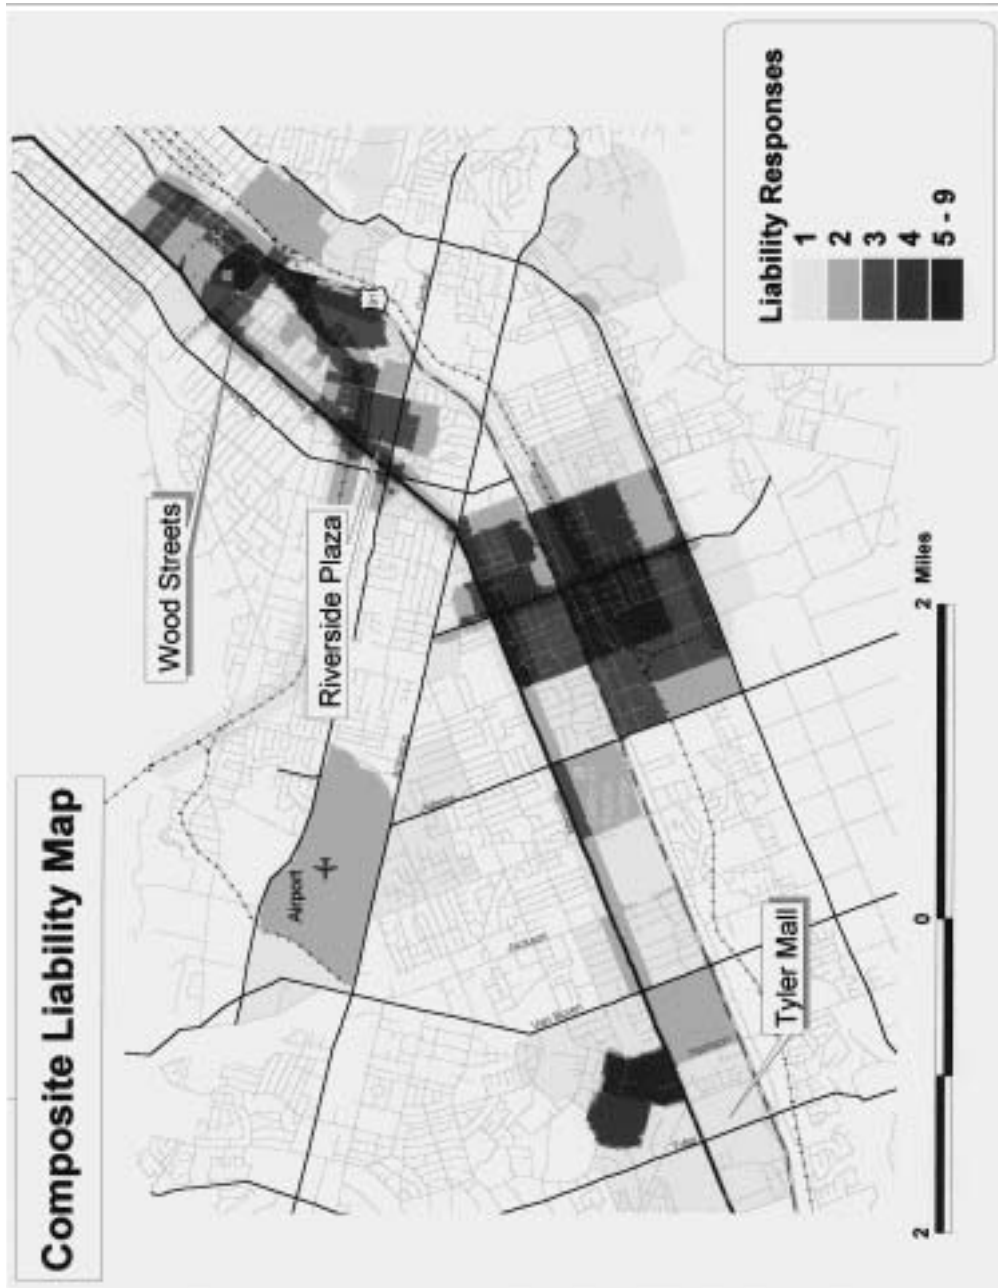 Composite Liability Map
Wood Streets
Riverside Plaza
Airport
Jackson
Van Buren
Tyler
Tyler Mall
91
Liability Responses
1
2
3
4
5 - 9
2
0
2 Miles